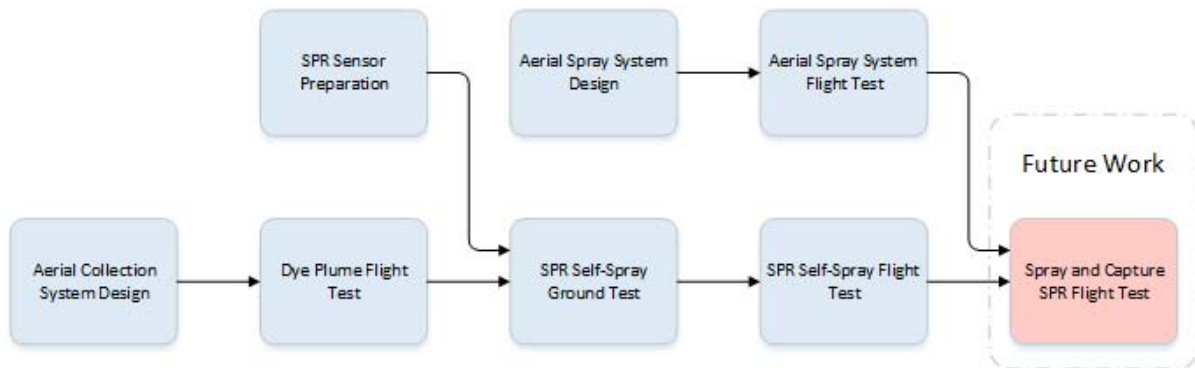 SPR Sensor
Preparation
Aerial Spray System
Design
Aerial Spray System
Flight Test
Future Work
Aerial Collection
System Design
Dye Plume Flight
Test
SPR Self-Spray
Ground Test
SPR Self-Spray Flight
Test
Spray and Capture
SPR Flight Test